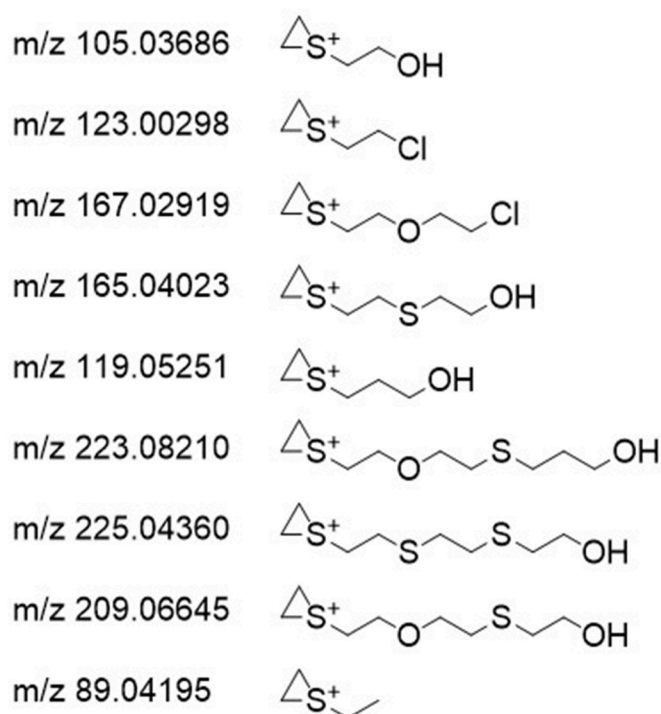 m/z 105.03686 S+ OH
m/z 123.00298 S+ Cl
m/z 167.02919 S+ O Cl
m/z 165.04023 S+ S OH
m/z 119.05251 S+ OH
m/z 223.08210 S+ O S OH
m/z 225.04360 S+ S S OH
m/z 209.06645 S+ O S OH
m/z 89.04195 S+